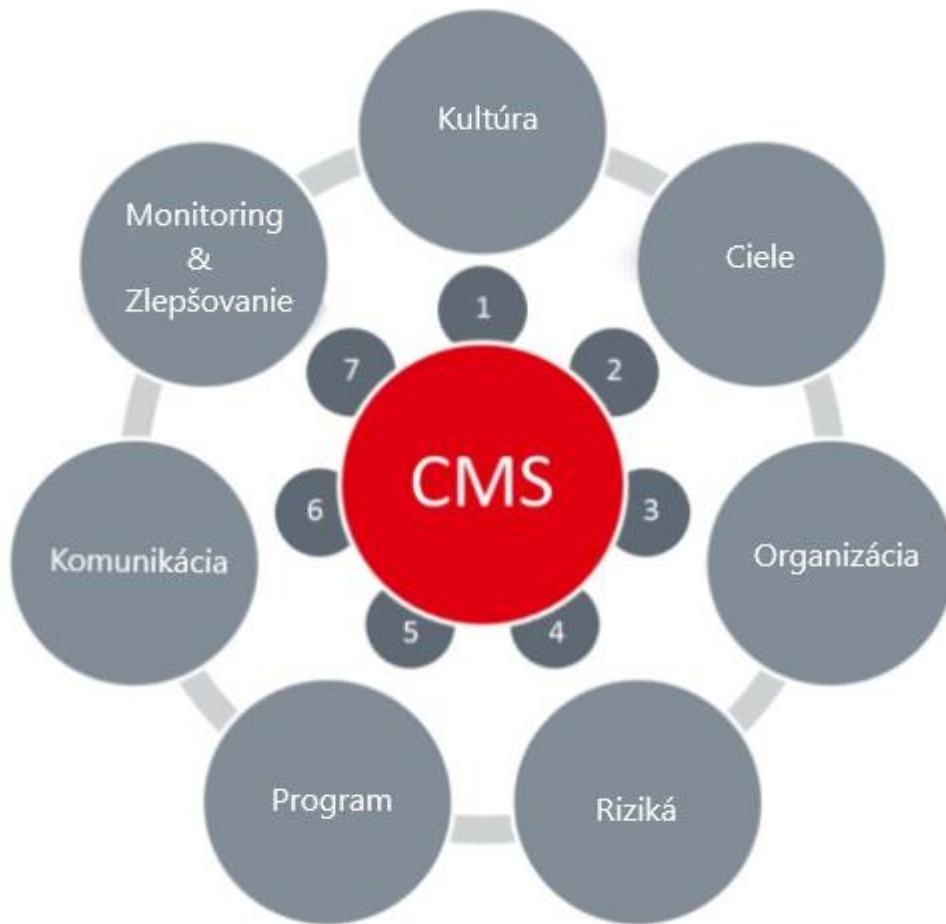 Kultúra
Ciele
Organizácia
Riziká
Program
Komunikácia
Monitoring
&
Zlepšovanie
1
2
3
4
5
6
7
CMS